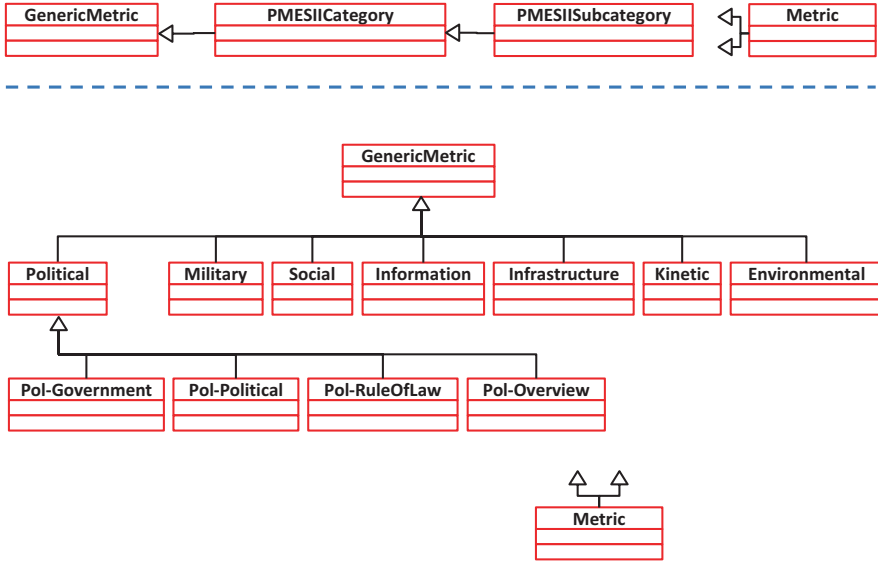 GenericMetric PMESIICategory PMESIISubcategory Metric
GenericMetric
Political Military Social Information Infrastructure Kinetic Environmental
Pol-Government Pol-Political Pol-RuleOfLaw Pol-Overview
Metric